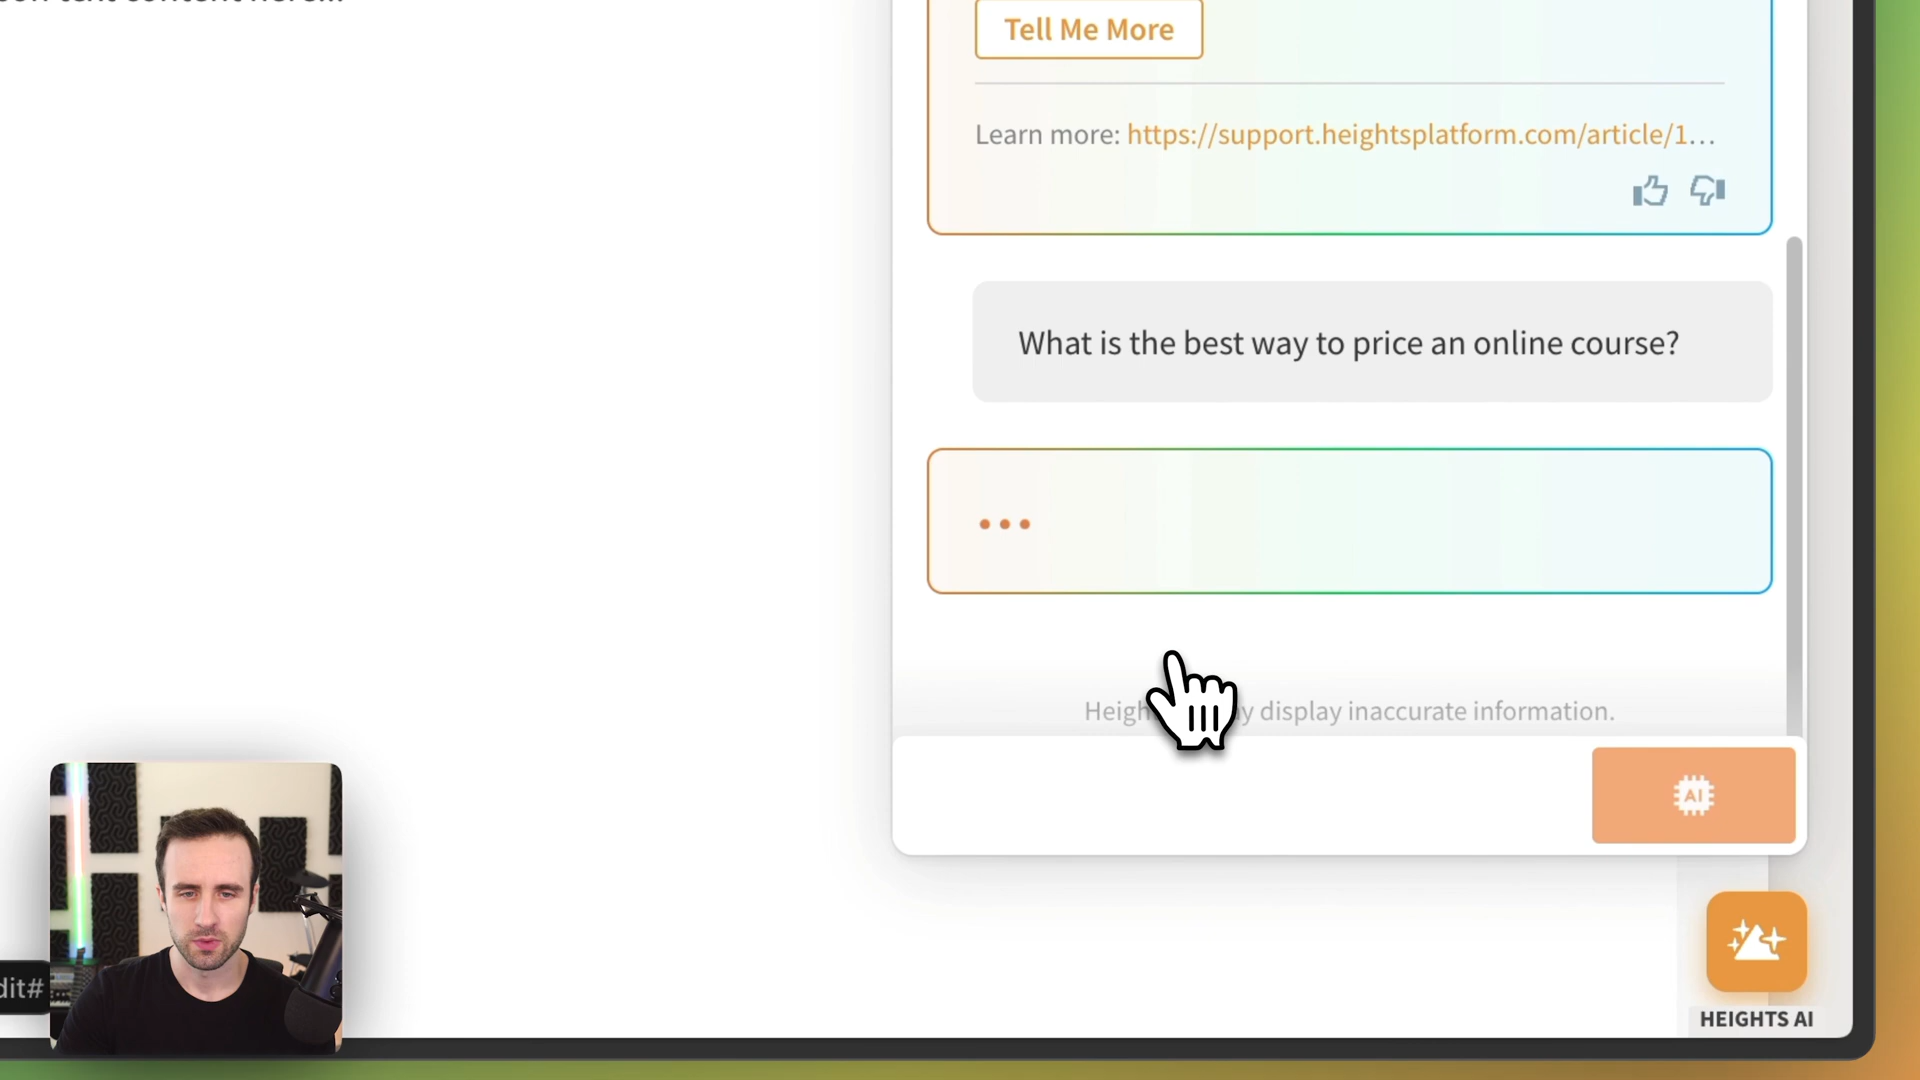 Tell Me More
Learn more: https://support.heightsplatform.com/article/1...
What is the best way to price an online course?
display inaccurate information.
AI
dit#
HEIGHTS AI